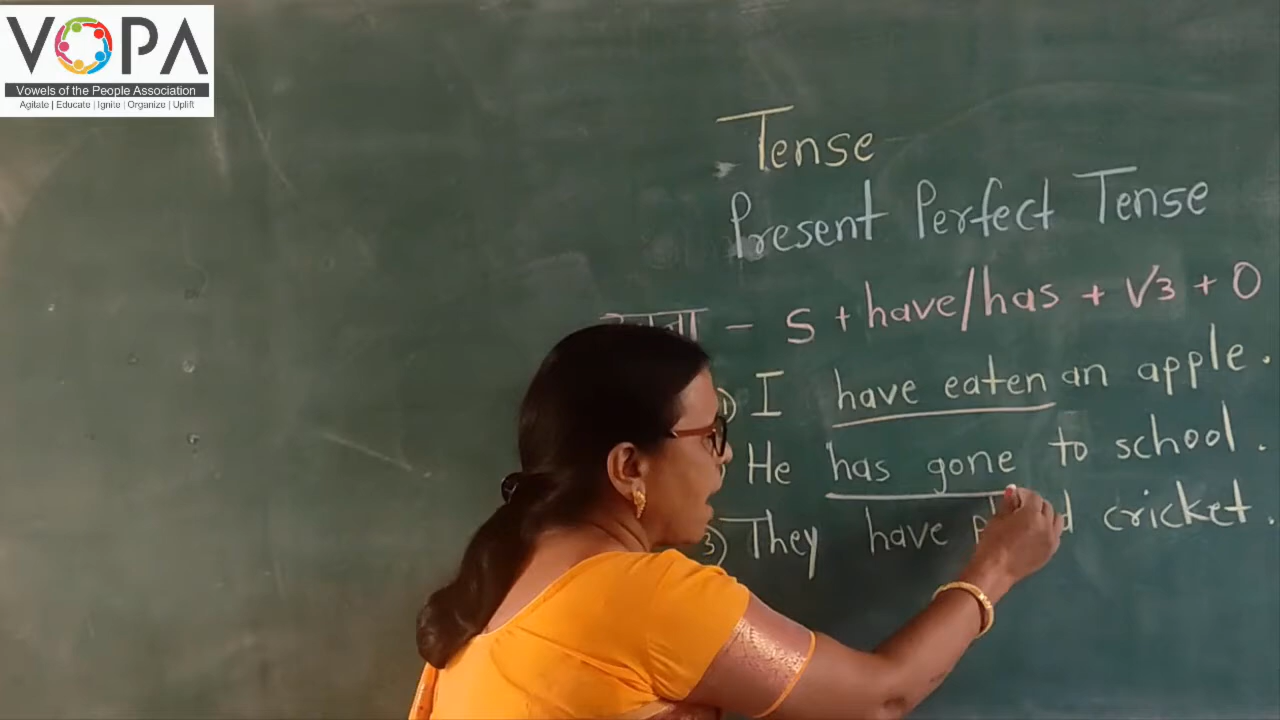 VOPA
Vowels of the People Association
Agitate | Educate | Ignite | Organize | Uplift
Tense
Present Perfect Tense
- S + have/has + V3 + O
1) I have eaten an apple.
) He has gone to school.
3) They have cricket.